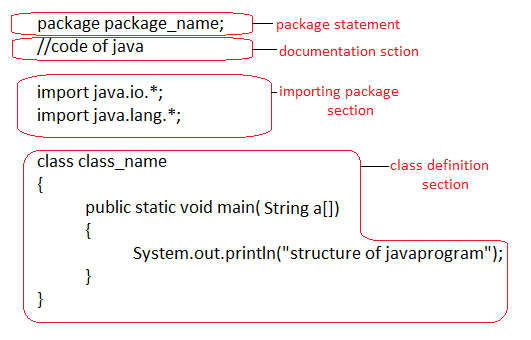 package package_name;
package statement
//code of java
documentation sction
import java.io.*;
import java.lang.*;
importing package
section
class class_name
{
public static void main( String a[])
{
System.out.println("structure of javaprogram");
}
}
class definition
section